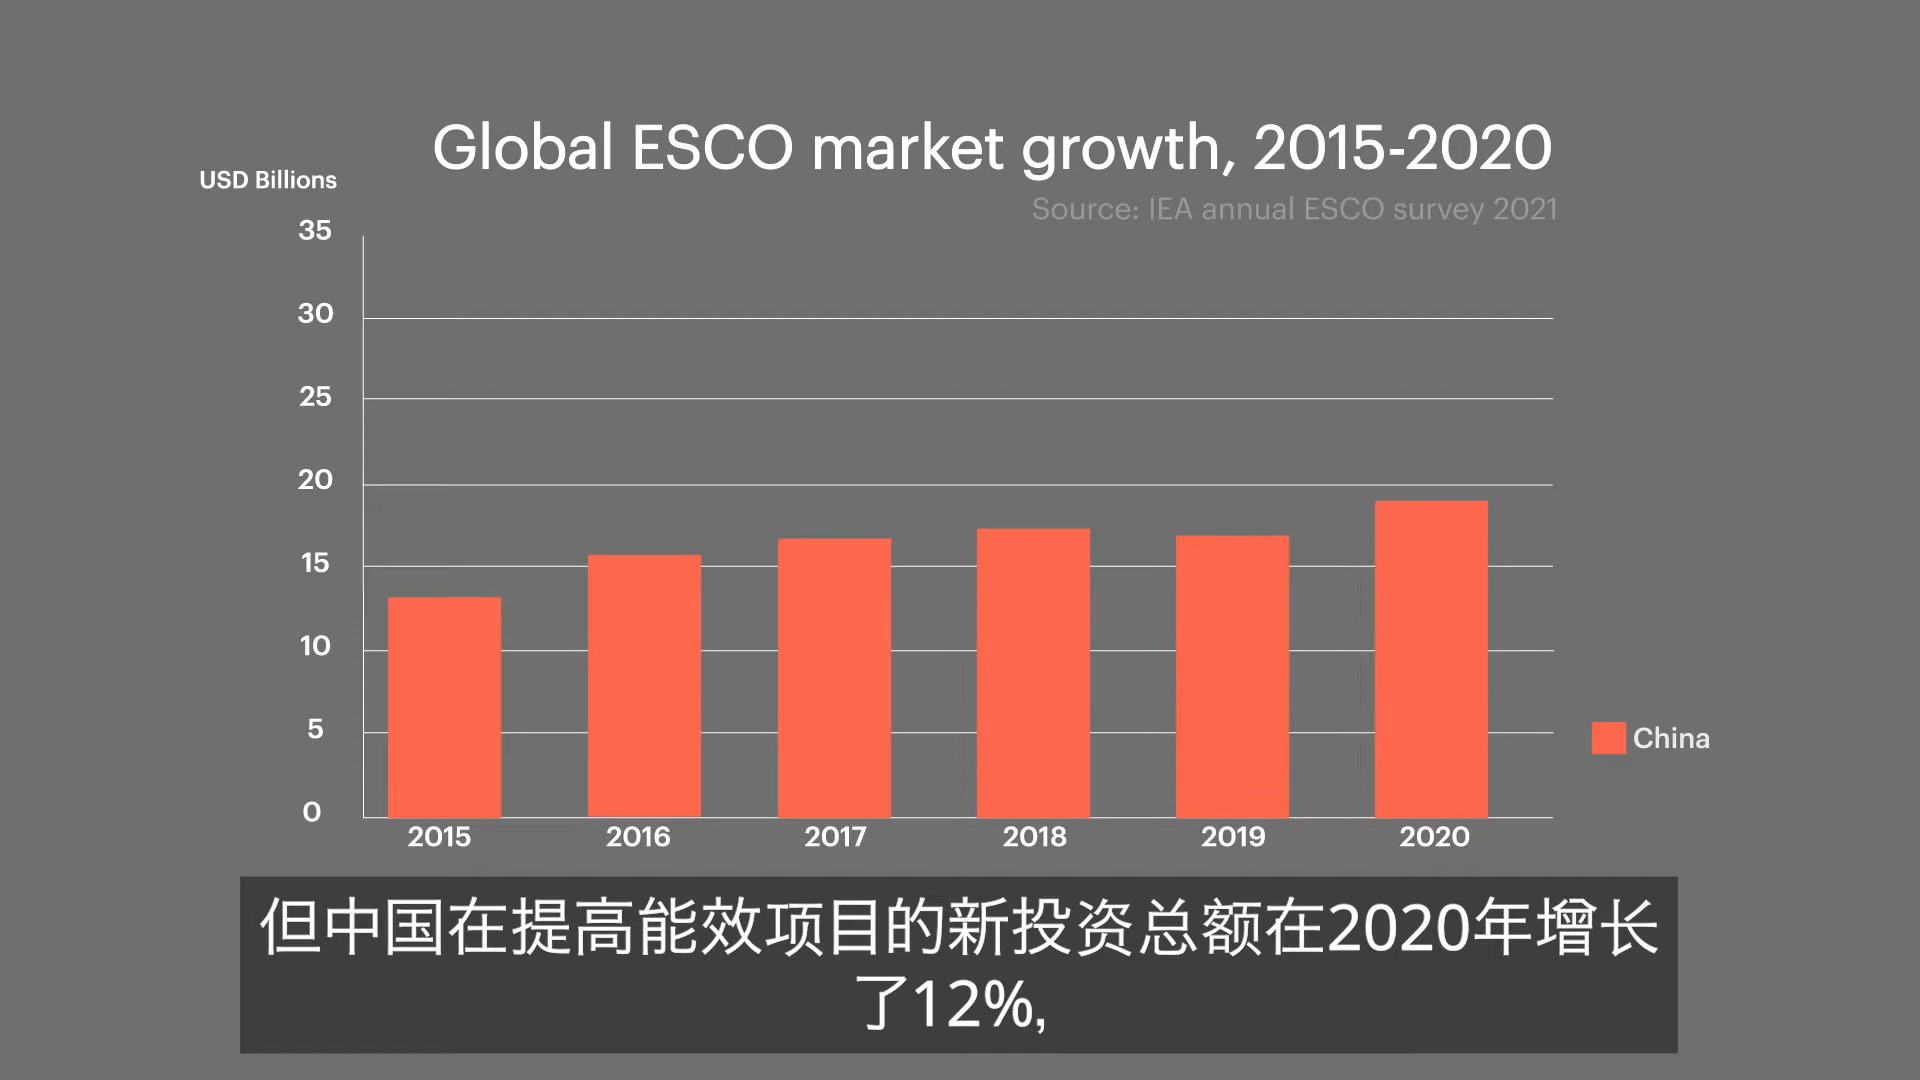 Global ESCO market growth, 2015-2020
USD Billions
Source: IEA annual ESCO survey 2021
35
30
25
20
15
10
5
0
China
2015 2016 2017 2018 2019 2020
但中国在提高能效项目的新投资总额在2020年增长
了12%,